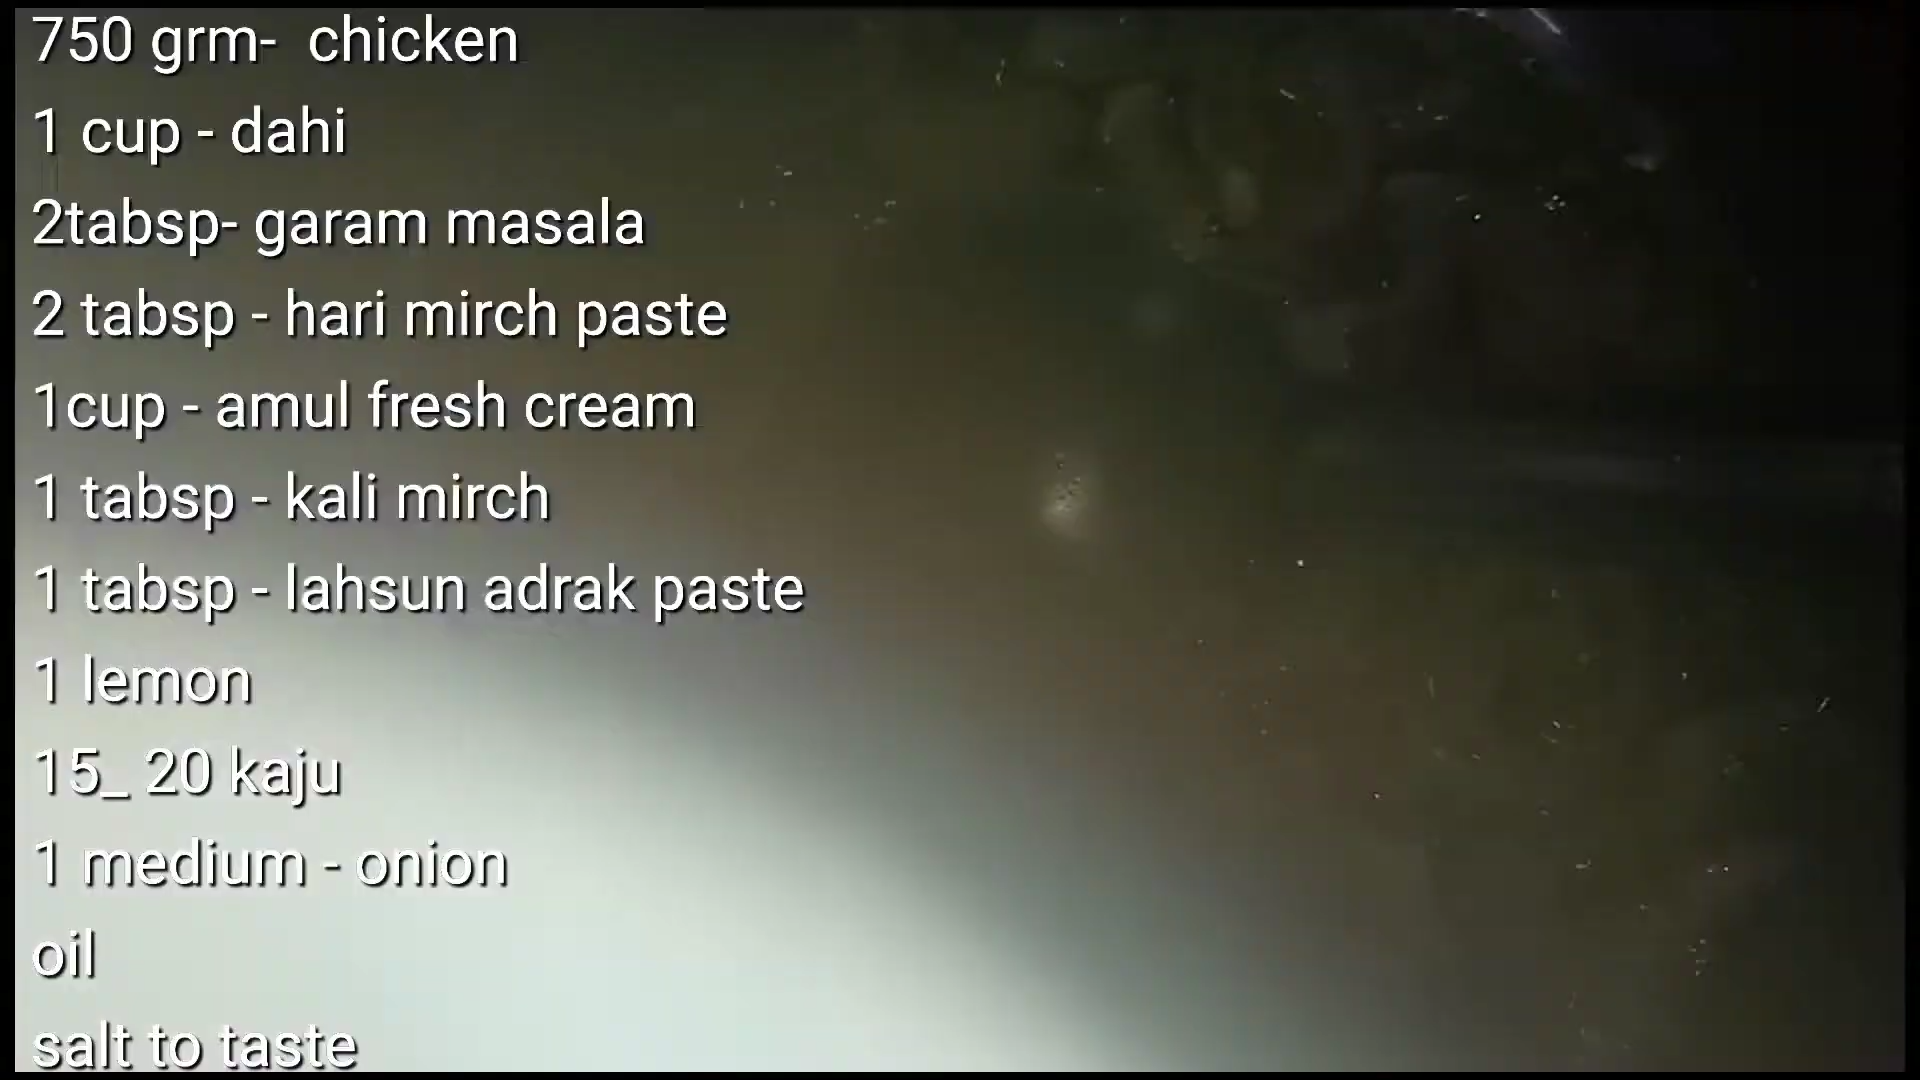 750 grm-  chicken
1 cup - dahi
2tabsp- garam masala
2 tabsp - hari mirch paste
1cup - amul fresh cream
1 tabsp - kali mirch
1 tabsp - lahsun adrak paste
1 lemon
15_ 20 kaju
1 medium - onion
oil
salt to taste